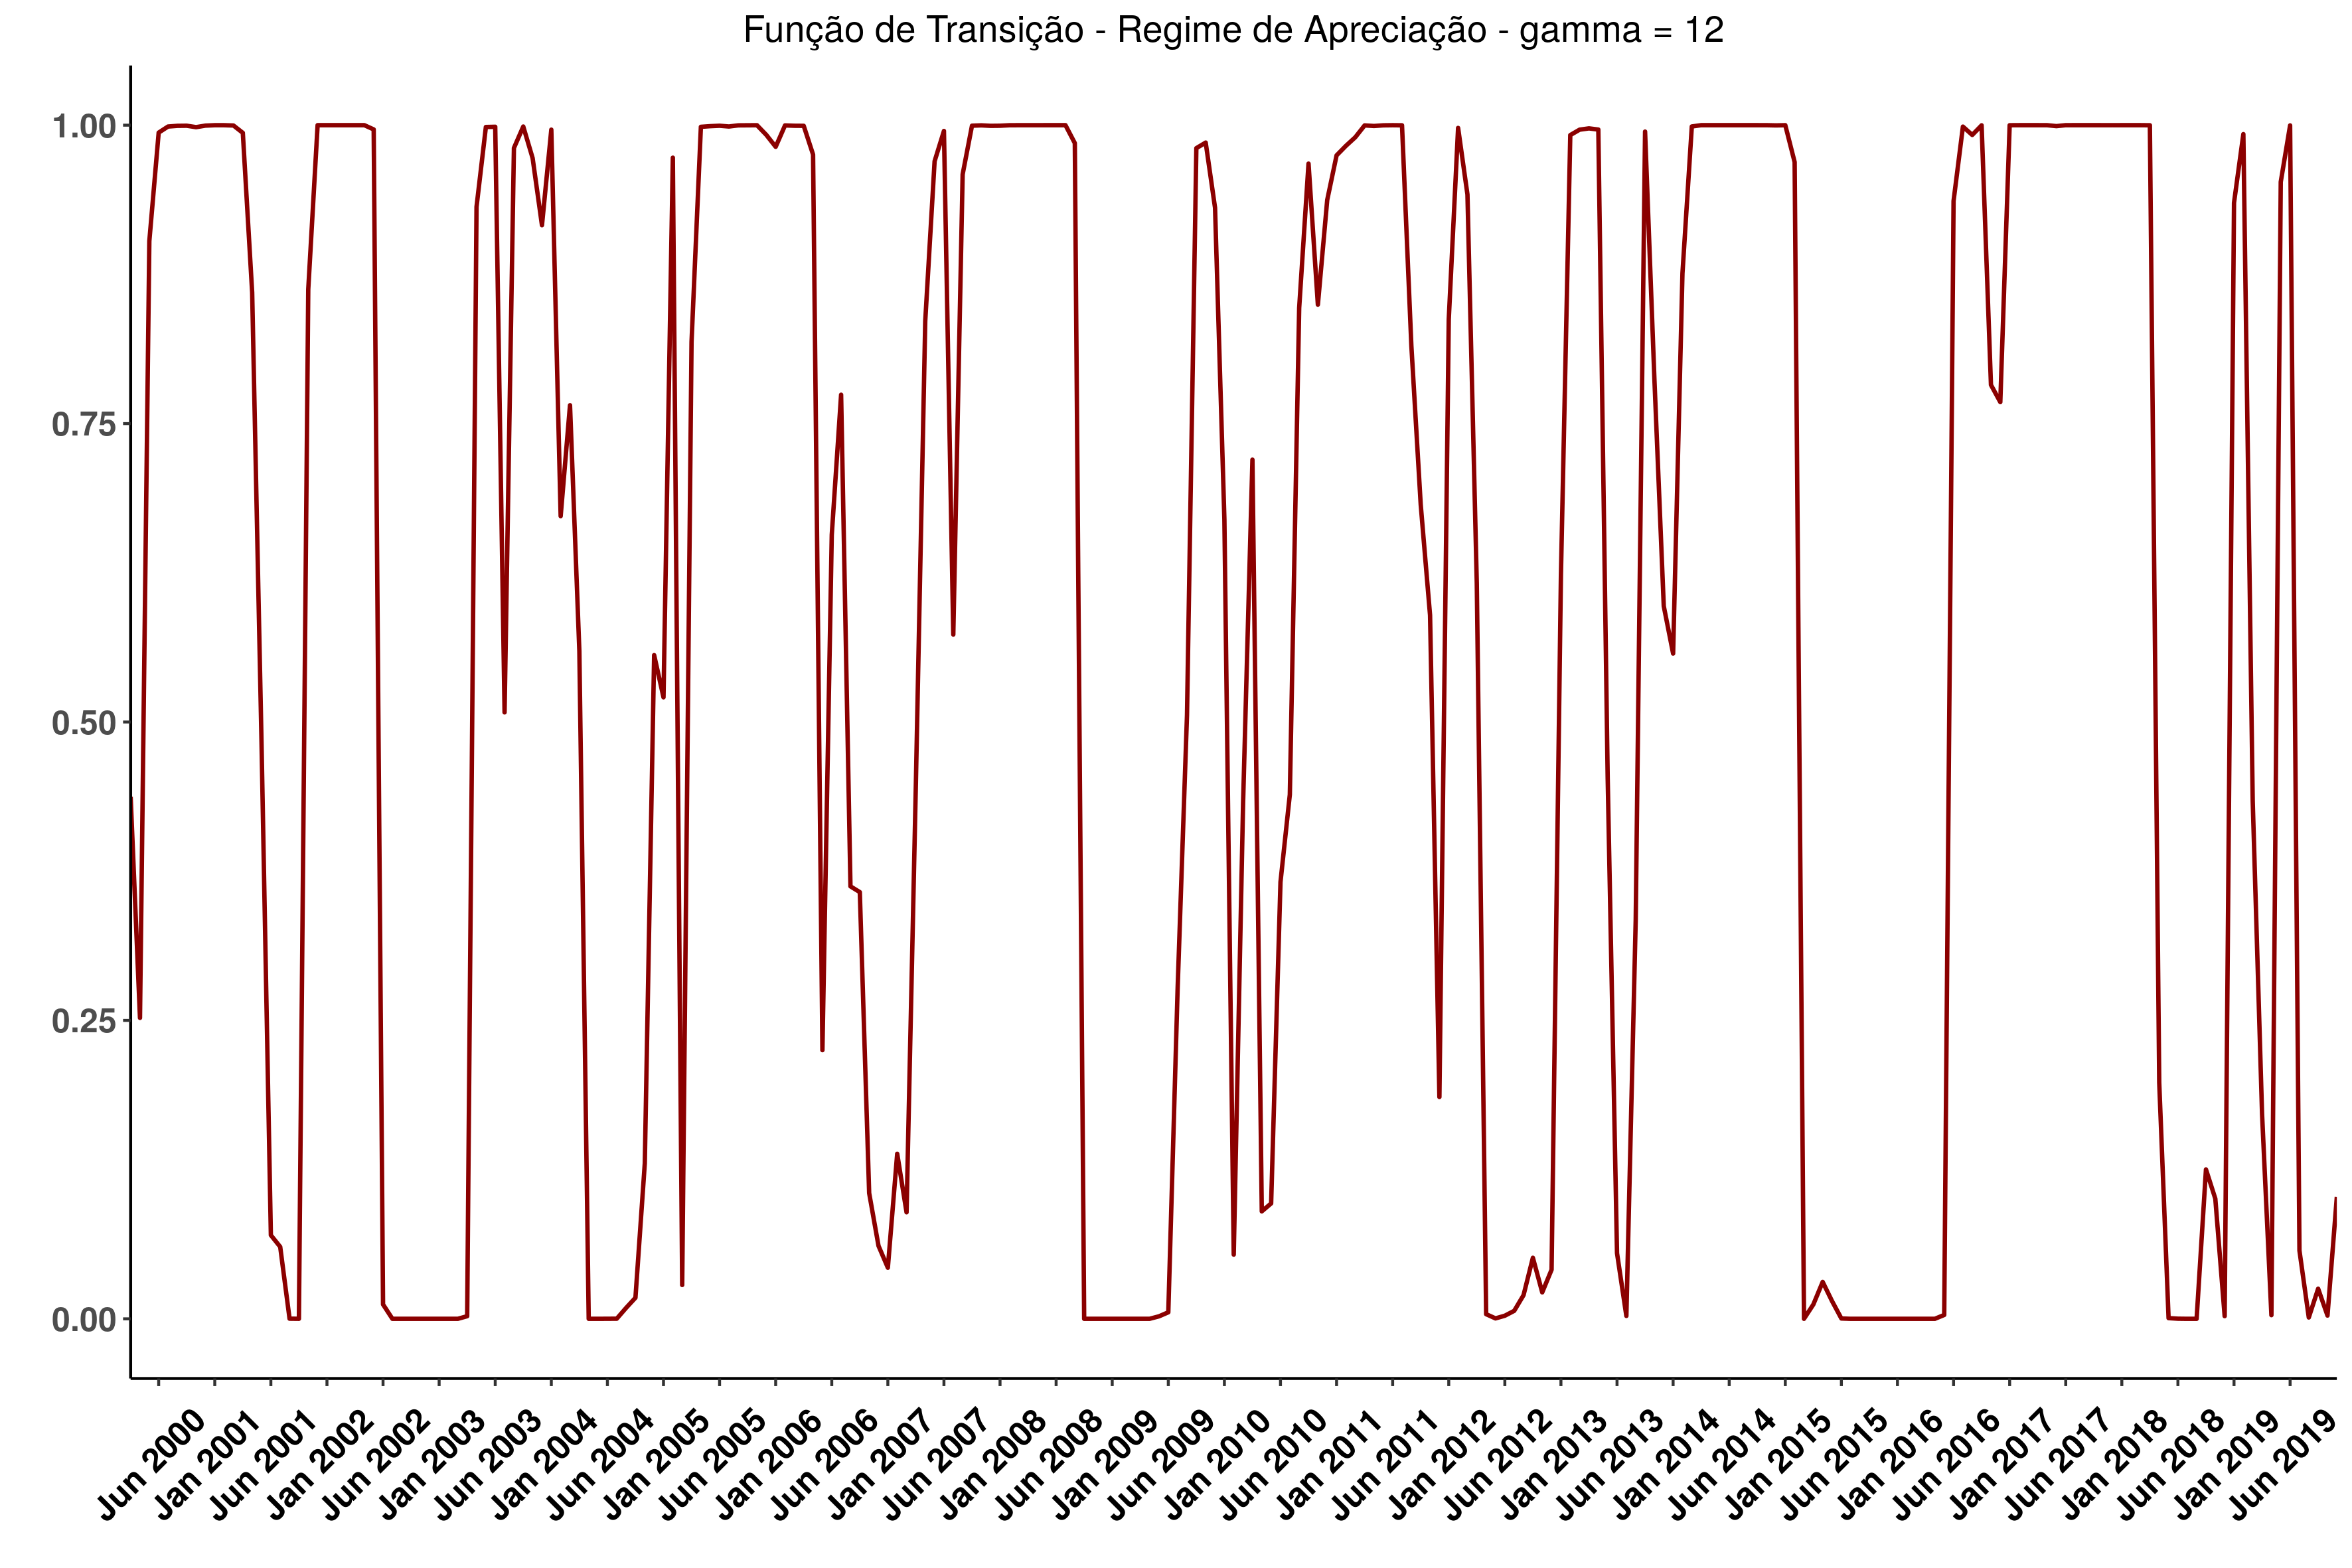 Função de Transição - Regime de Apreciação - gamma = 12
1.00
0.75
0.50
0.25
0.00
Jun 2000
Jan 2001
Jun 2001
Jan 2002
Jun 2002
Jan 2003
Jun 2003
Jan 2004
Jun 2004
Jan 2005
Jun 2005
Jan 2006
Jun 2006
Jan 2007
Jun 2007
Jan 2008
Jun 2008
Jan 2009
Jun 2009
Jan 2010
Jun 2010
Jan 2011
Jun 2011
Jan 2012
Jun 2012
Jan 2013
Jun 2013
Jan 2014
Jun 2014
Jan 2015
Jun 2015
Jan 2016
Jun 2016
Jan 2017
Jun 2017
Jan 2018
Jun 2018
Jan 2019
Jun 2019